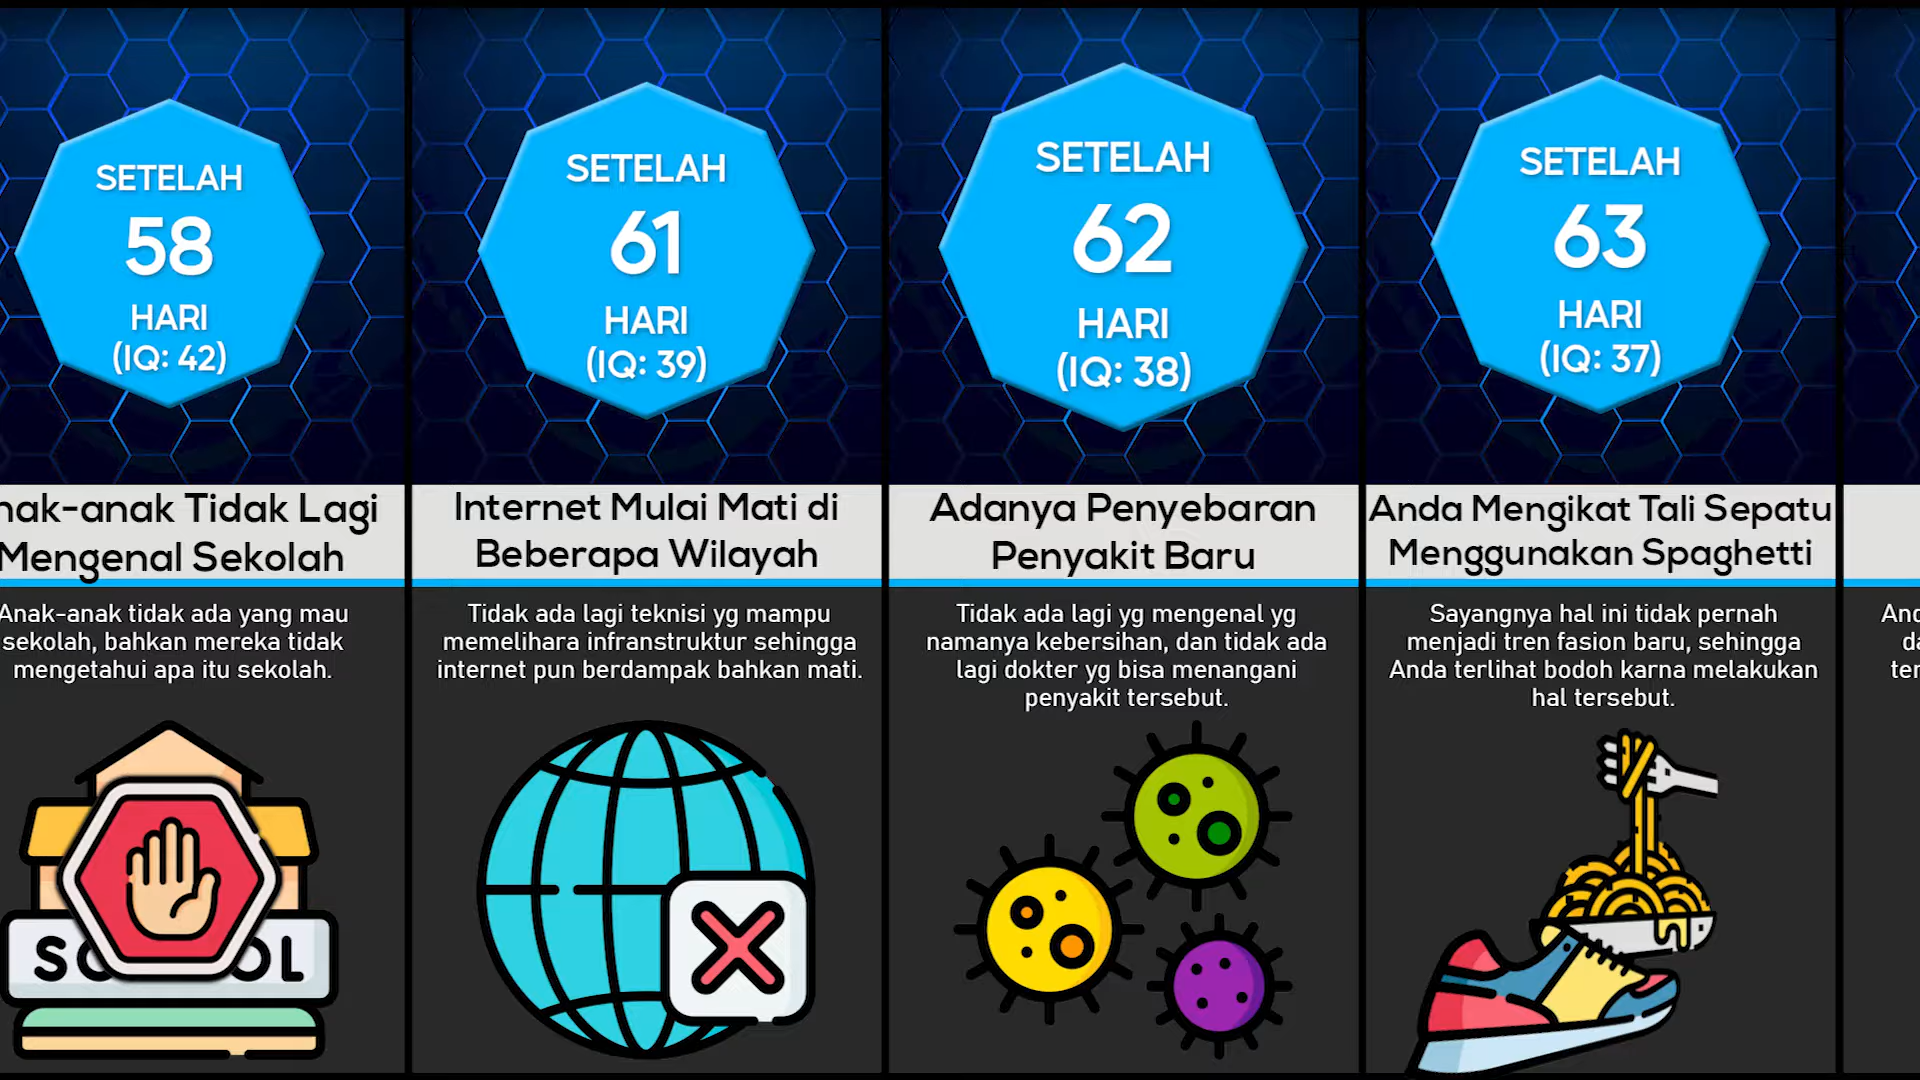 SETELAH
58
HARI
(IQ: 42)
nak-anak Tidak Lagi
Mengenal Sekolah
Anak-anak tidak ada yang mau
sekolah, bahkan mereka tidak
mengetahui apa itu sekolah.
SETELAH
61
HARI
(IQ: 39)
Internet Mulai Mati di
Beberapa Wilayah
Tidak ada lagi teknisi yg mampu
memelihara infranstruktur sehingga
internet pun berdampak bahkan mati.
SETELAH
62
HARI
(IQ: 38)
Adanya Penyebaran
Penyakit Baru
Tidak ada lagi yg mengenal yg
namanya kebersihan, dan tidak ada
lagi dokter yg bisa menangani
penyakit tersebut.
SETELAH
63
HARI
(IQ: 37)
Anda Mengikat Tali Sepatu
Menggunakan Spaghetti
Sayangnya hal ini tidak pernah
menjadi tren fasion baru, sehingga
Anda terlihat bodoh karna melakukan
hal tersebut.